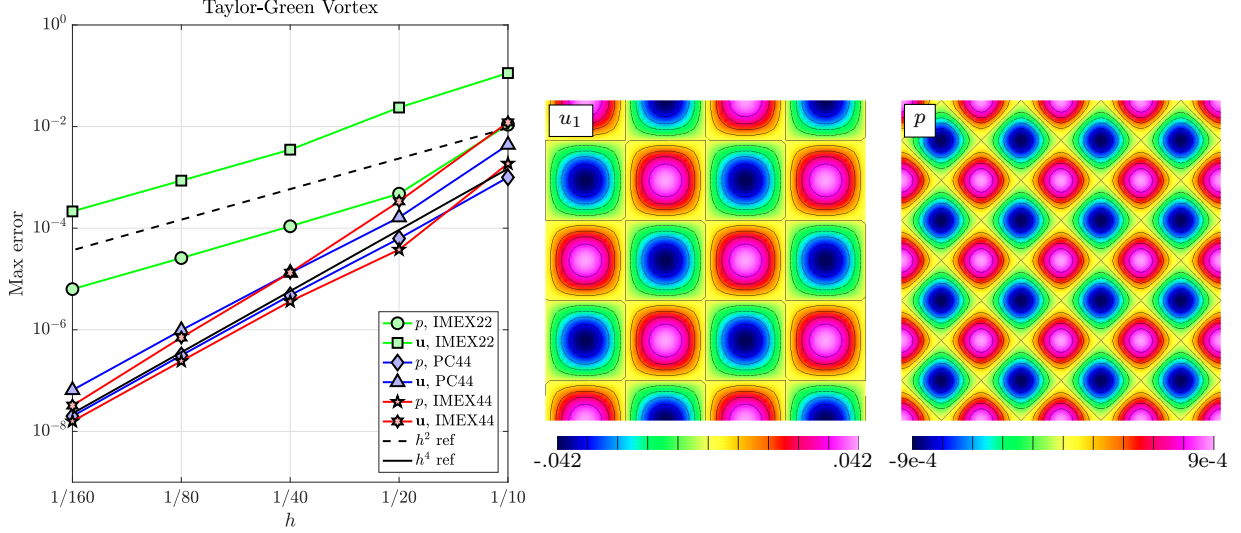 Taylor-Green Vortex
Max error
10^0
10^-2
10^-4
10^-6
10^-8
p, IMEX22
u, IMEX22
p, PC44
u, PC44
p, IMEX44
u, IMEX44
h^2 ref
h^4 ref
1/160
1/80
1/40
1/20
1/10
h
u_1
-.042
.042
p
-9e-4
9e-4